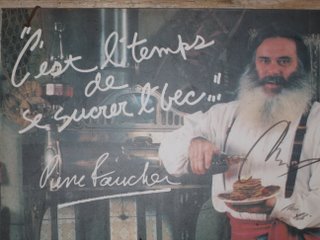 "C'est l'temps
de
se sucrer l'bec..."
Pierre Faucher